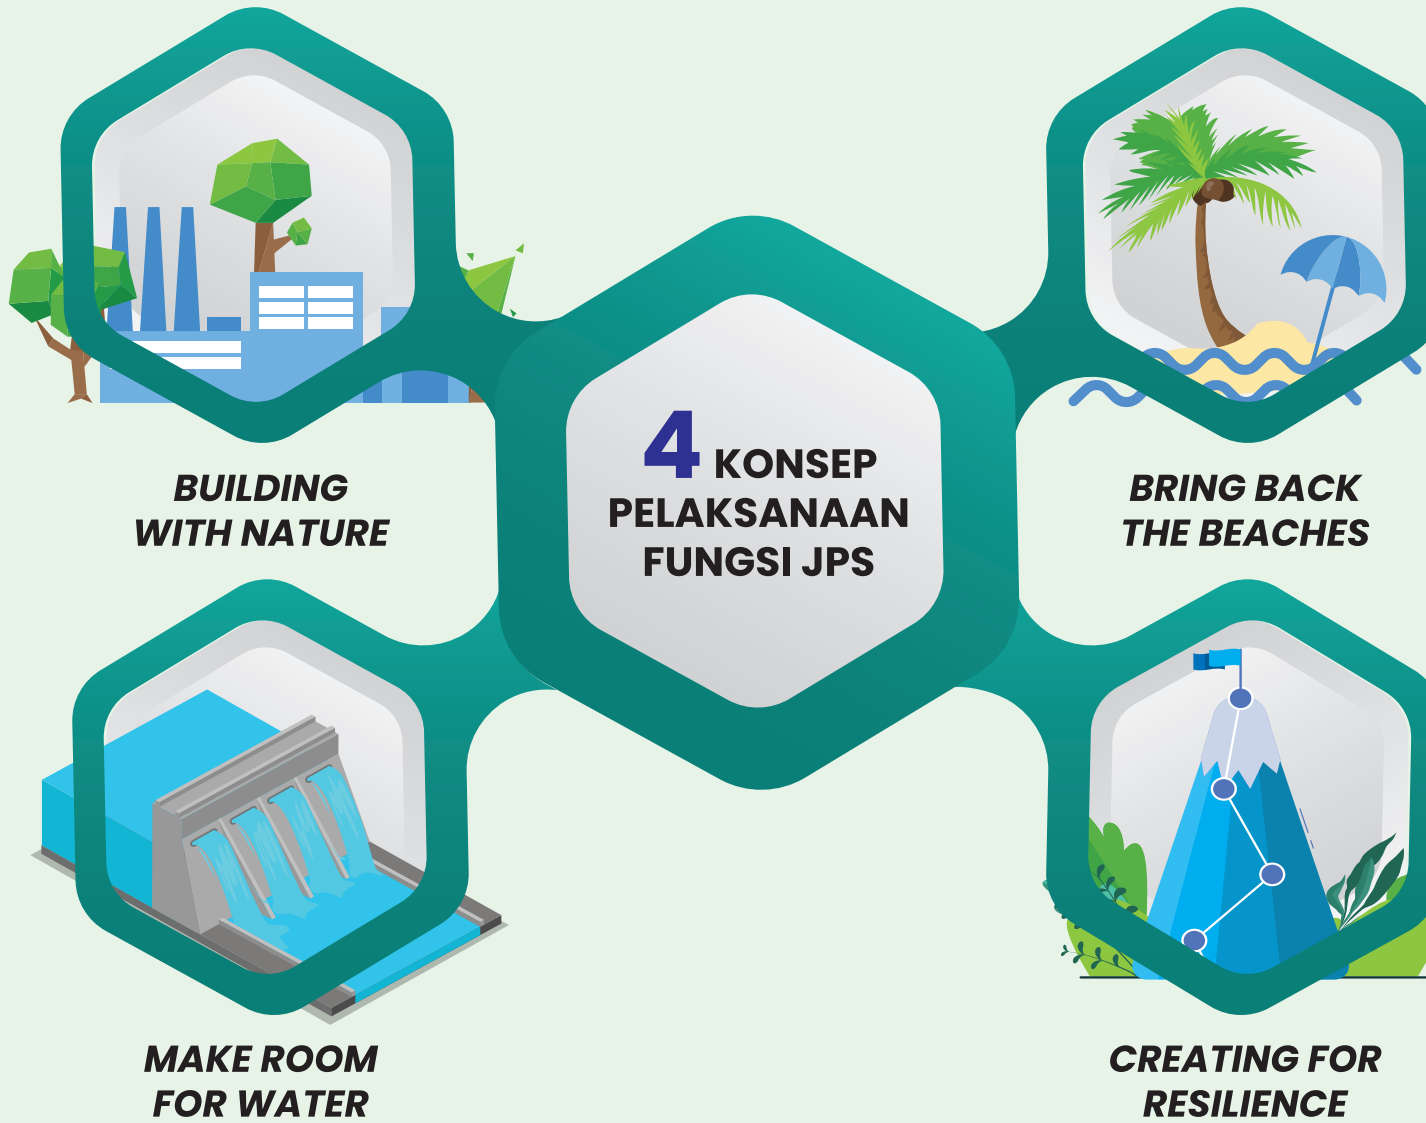 BUILDING
WITH NATURE
4 KONSEP
PELAKSANAAN
FUNGSI JPS
BRING BACK
THE BEACHES
MAKE ROOM
FOR WATER
CREATING FOR
RESILIENCE